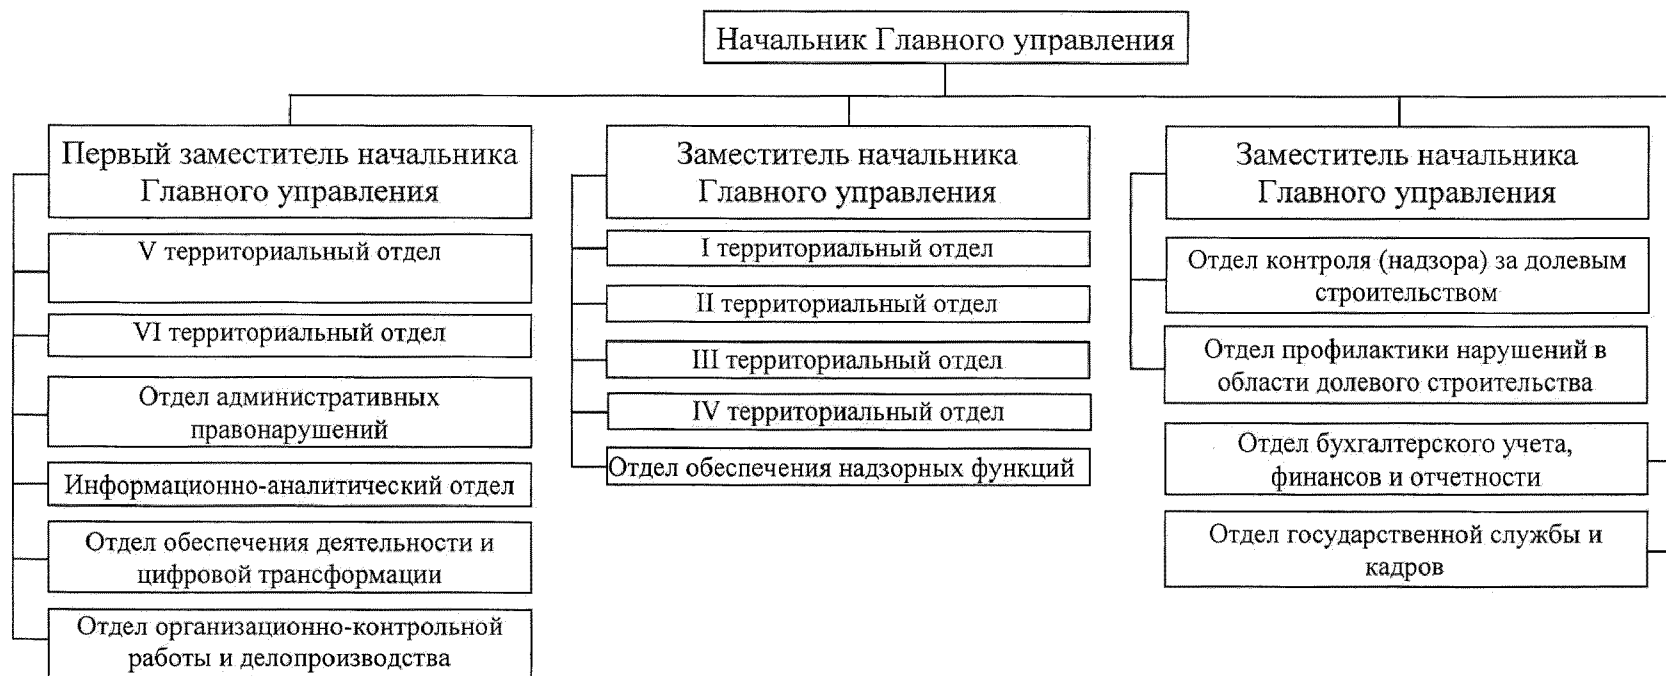 Начальник Главного управления
Первый заместитель начальника
Главного управления
V территориальный отдел
VI территориальный отдел
Отдел административных
правонарушений
Информационно-аналитический отдел
Отдел обеспечения деятельности и
цифровой трансформации
Отдел организационно-контрольной
работы и делопроизводства
Заместитель начальника
Главного управления
I территориальный отдел
II территориальный отдел
III территориальный отдел
IV территориальный отдел
Отдел обеспечения надзорных функций
Заместитель начальника
Главного управления
Отдел контроля (надзора) за долевым
строительством
Отдел профилактики нарушений в
области долевого строительства
Отдел бухгалтерского учета,
финансов и отчетности
Отдел государственной службы и
кадров